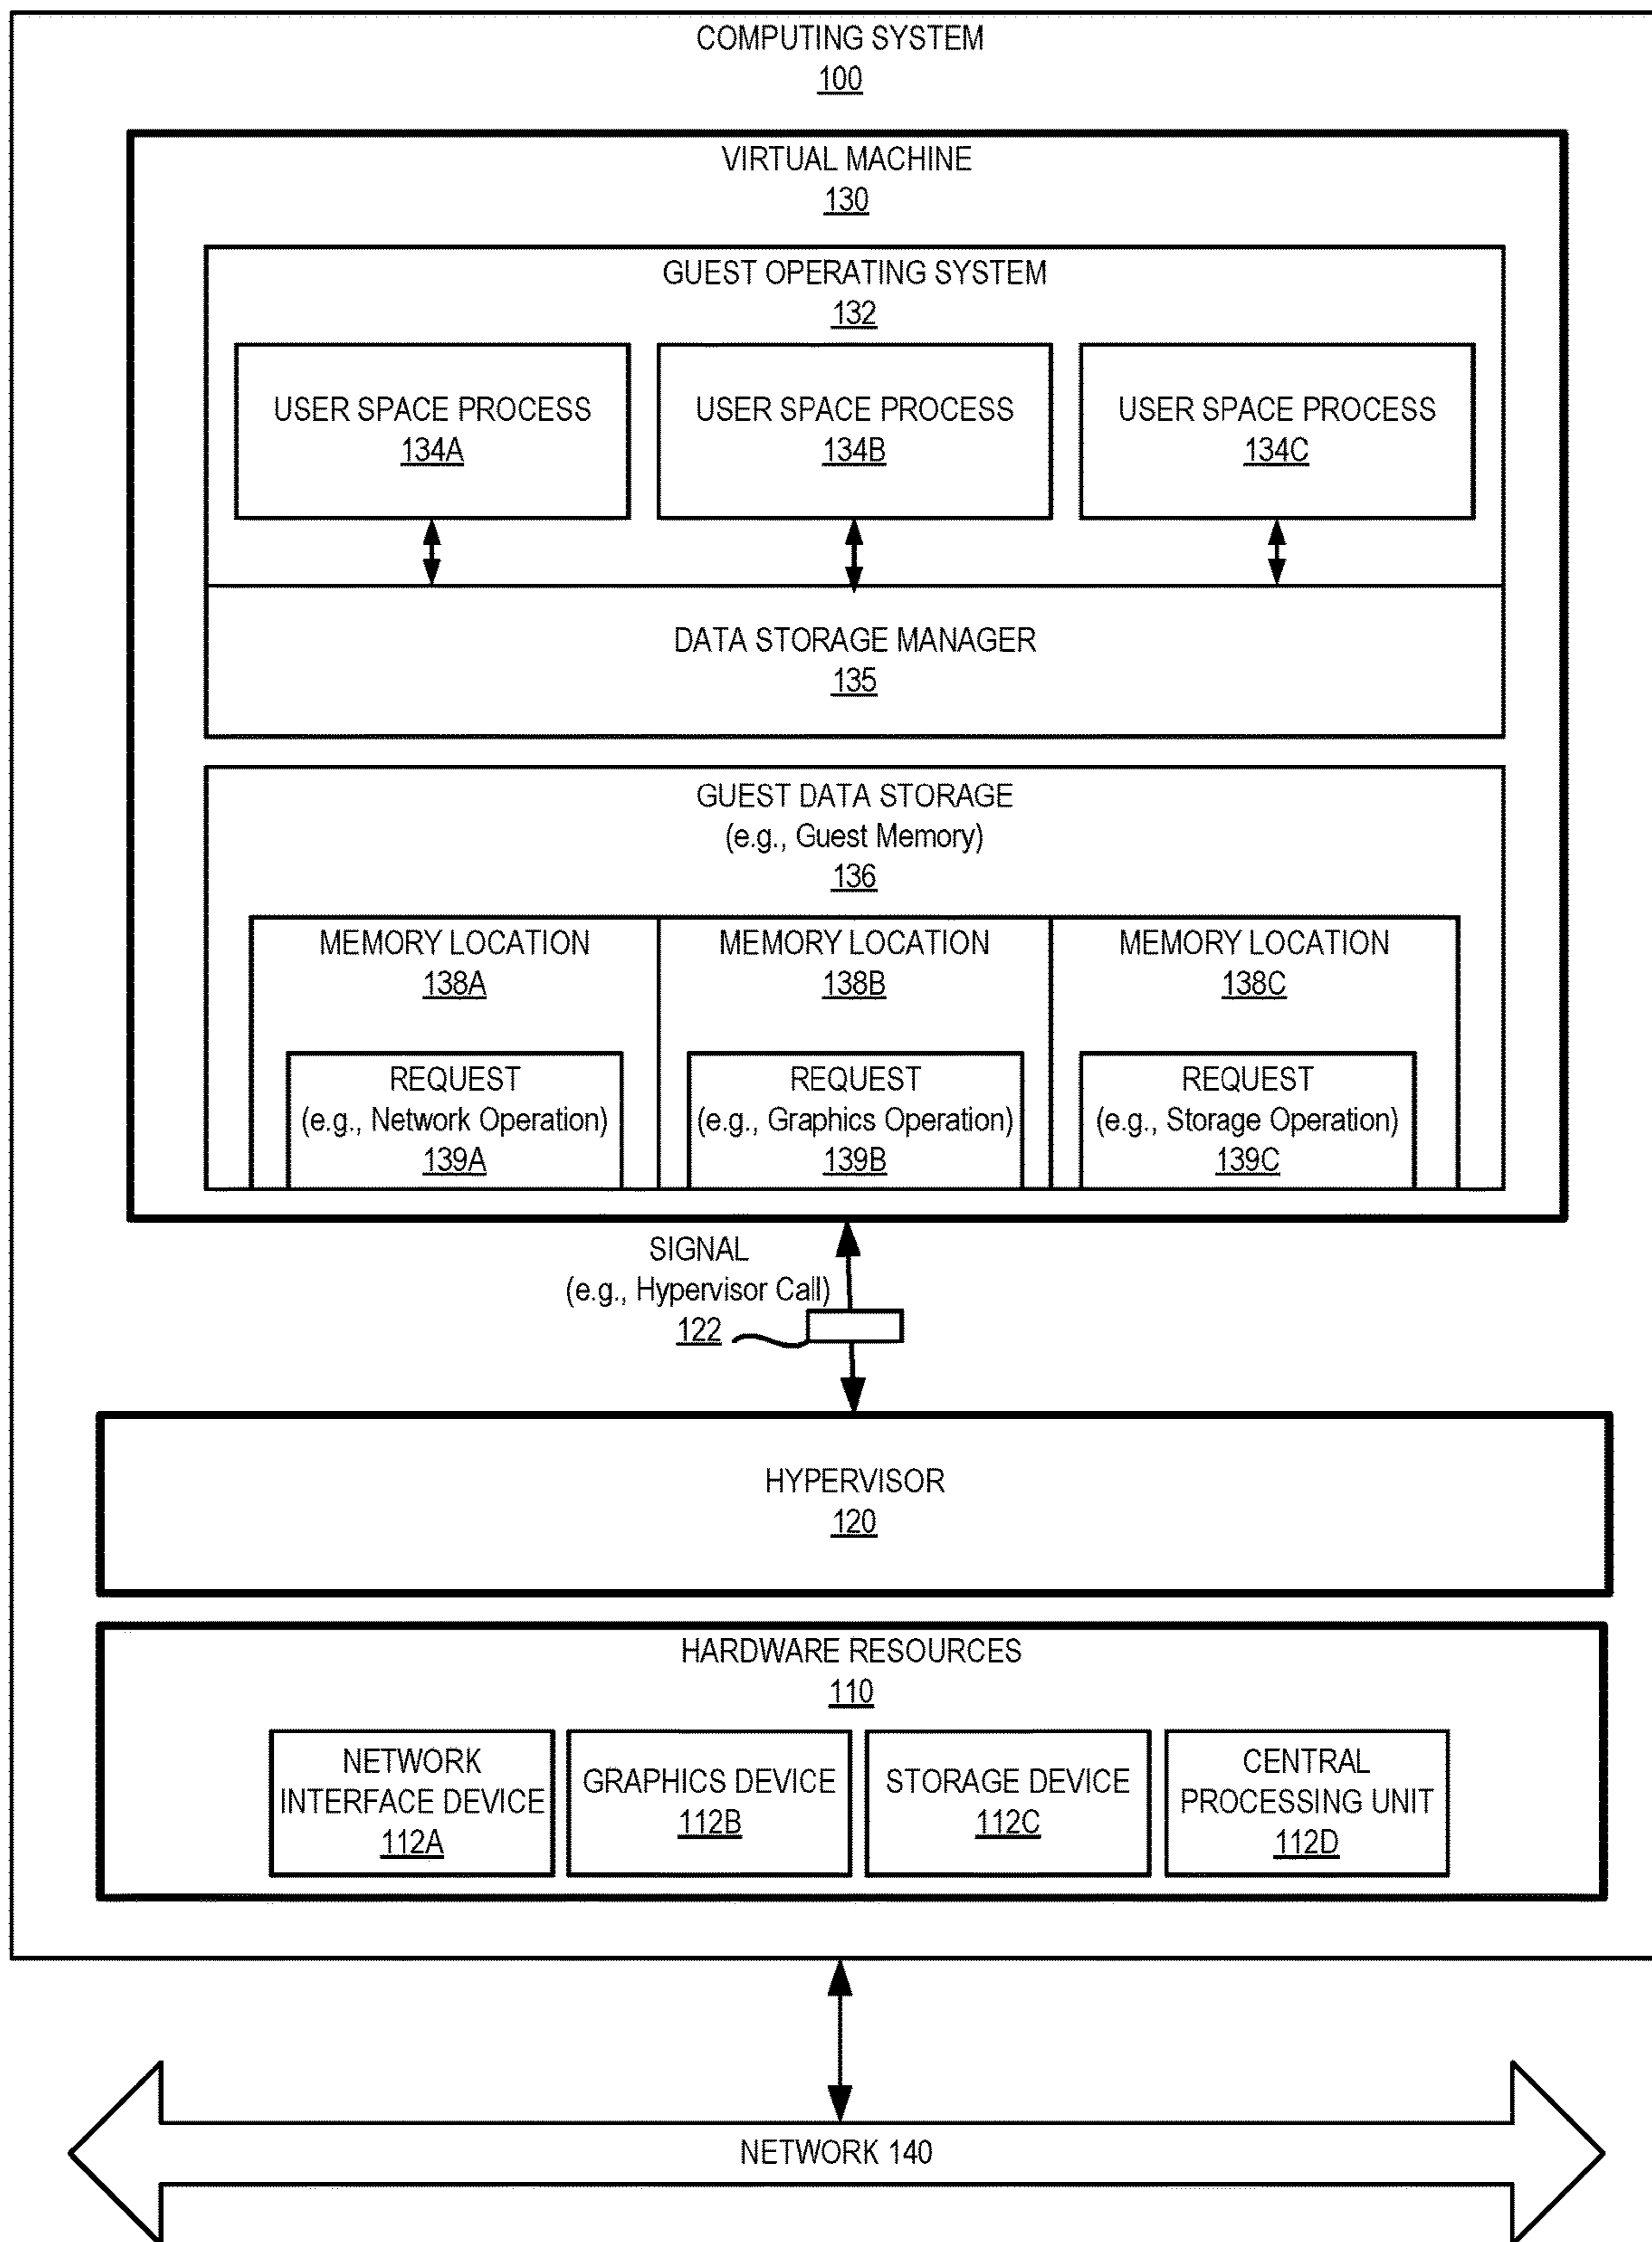 COMPUTING SYSTEM
100
VIRTUAL MACHINE
130
GUEST OPERATING SYSTEM
132
USER SPACE PROCESS
134A
USER SPACE PROCESS
134B
USER SPACE PROCESS
134C
DATA STORAGE MANAGER
135
GUEST DATA STORAGE
(e.g., Guest Memory)
136
MEMORY LOCATION
138A
MEMORY LOCATION
138B
MEMORY LOCATION
138C
REQUEST
(e.g., Network Operation)
139A
REQUEST
(e.g., Graphics Operation)
139B
REQUEST
(e.g., Storage Operation)
139C
SIGNAL
(e.g., Hypervisor Call)
122
HYPERVISOR
120
HARDWARE RESOURCES
110
NETWORK
INTERFACE DEVICE
112A
GRAPHICS DEVICE
112B
STORAGE DEVICE
112C
CENTRAL
PROCESSING UNIT
112D
NETWORK 140